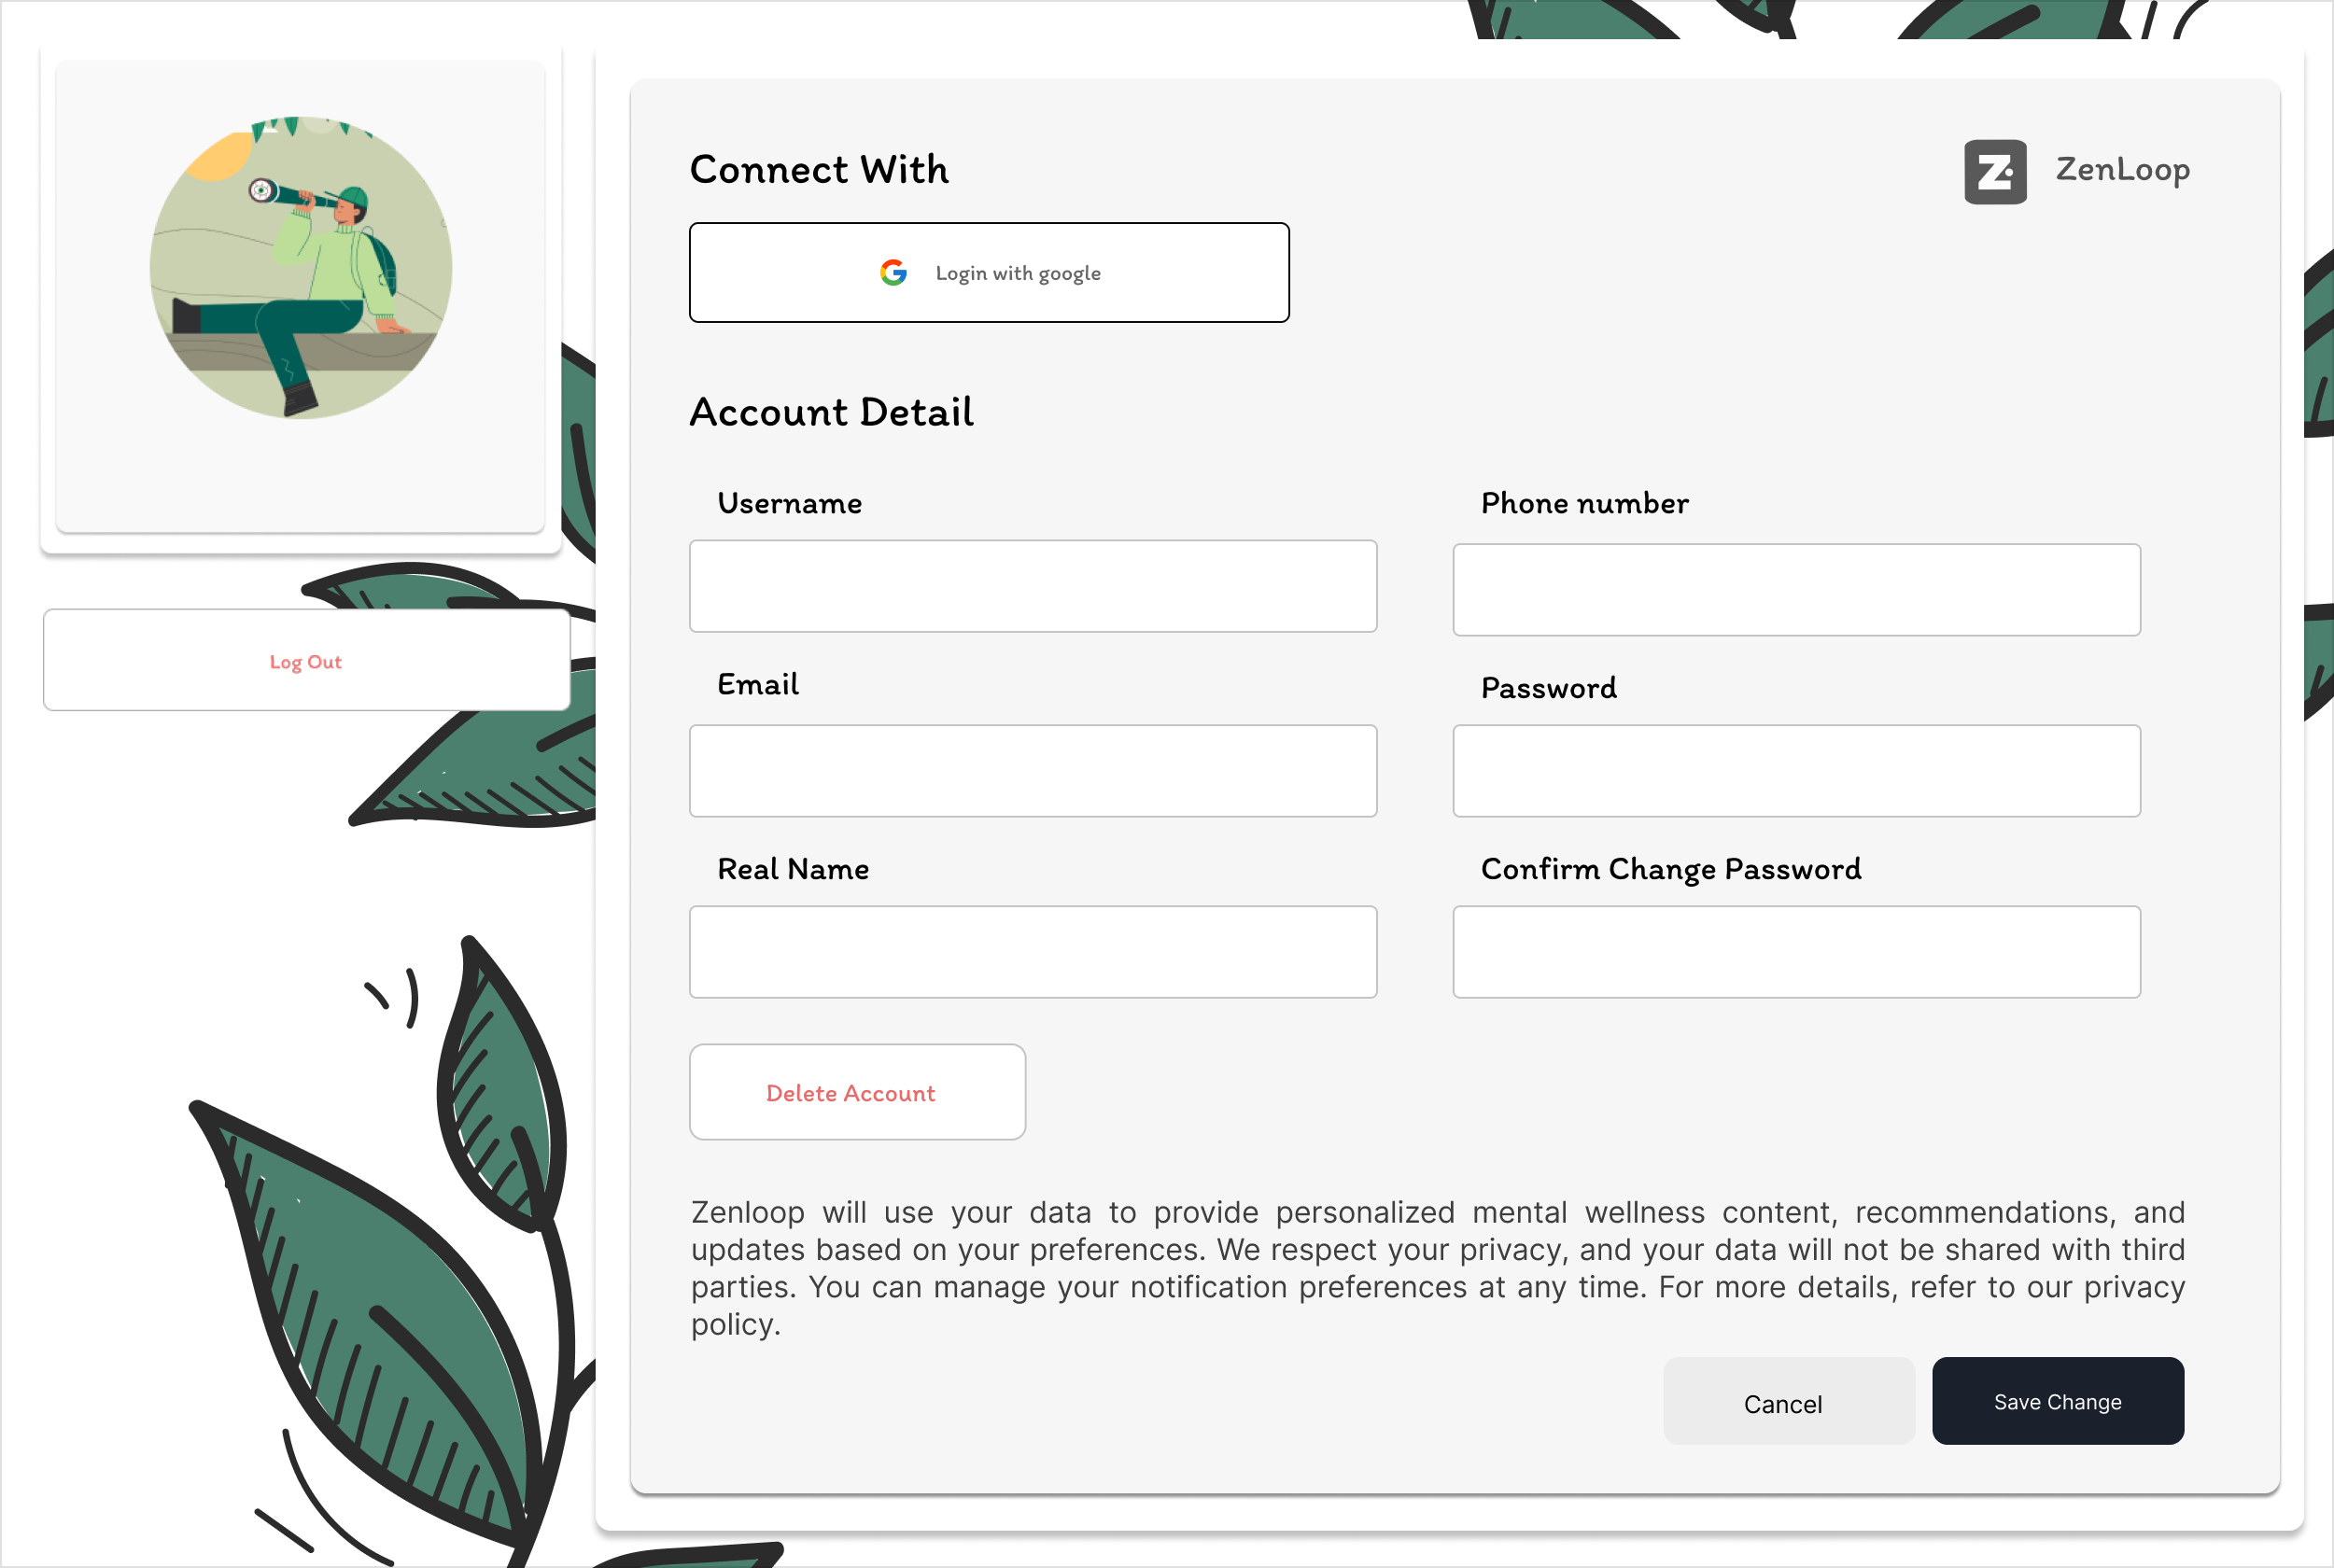 Connect With
Z
ZenLoop
Login with google
Account Detail
Username
Phone number
Log Out
Email
Password
Real Name
Confirm Change Password
Delete Account
Zenloop will use your data to provide personalized mental wellness content, recommendations, and
updates based on your preferences. We respect your privacy, and your data will not be shared with third
parties. You can manage your notification preferences at any time. For more details, refer to our privacy
policy.
Cancel
Save Change